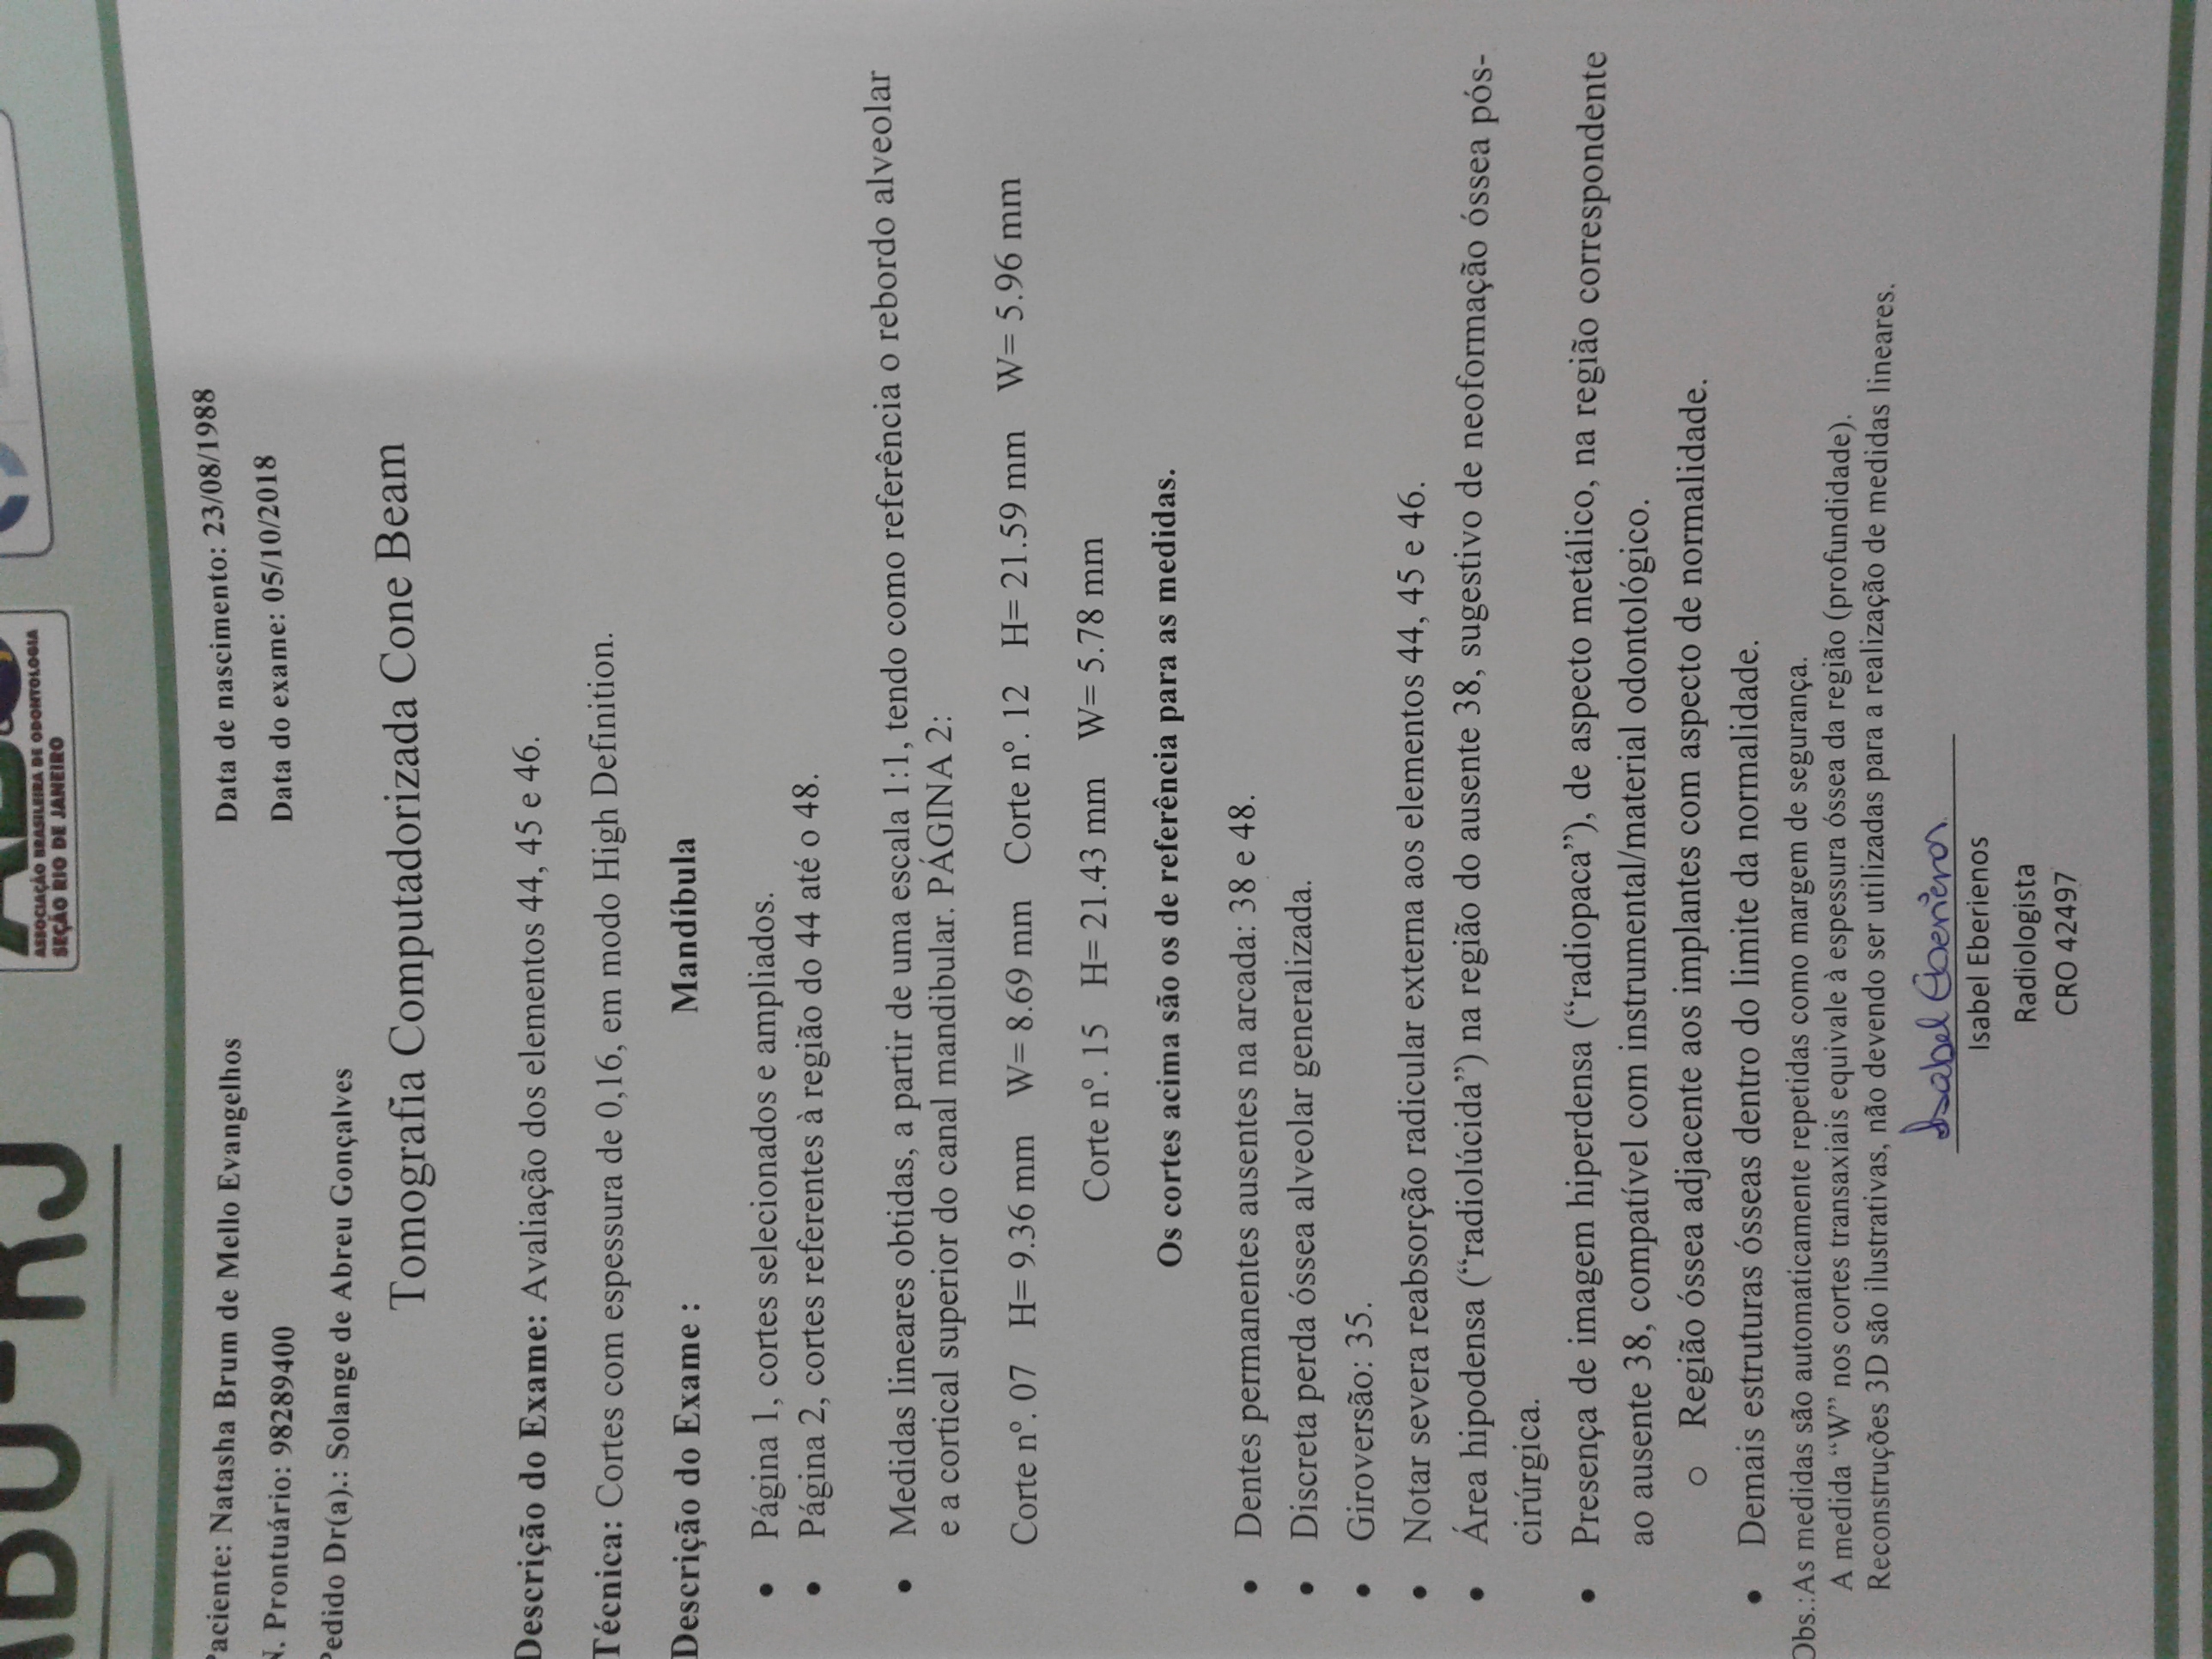 ABO-RJ
ASSOCIAÇÃO BRASILEIRA DE ODONTOLOGIA
SEÇÃO RIO DE JANEIRO
Paciente: Natasha Brum de Mello Evangelhos
Data de nascimento: 23/08/1988
N. Prontuário: 98289400
Data do exame: 05/10/2018
Pedido Dr(a).: Solange de Abreu Gonçalves
Tomografia Computadorizada Cone Beam
Descrição do Exame: Avaliação dos elementos 44, 45 e 46.
Técnica: Cortes com espessura de 0,16, em modo High Definition.
Descrição do Exame : Mandíbula
• Página 1, cortes selecionados e ampliados.
• Página 2, cortes referentes à região do 44 até o 48.
• Medidas lineares obtidas, a partir de uma escala 1:1, tendo como referência o rebordo alveolar
e a cortical superior do canal mandibular. PÁGINA 2:
Corte nº. 07 H= 9.36 mm W= 8.69 mm Corte nº. 12 H= 21.59 mm W= 5.96 mm
Corte nº. 15 H= 21.43 mm W= 5.78 mm
Os cortes acima são os de referência para as medidas.
• Dentes permanentes ausentes na arcada: 38 e 48.
• Discreta perda óssea alveolar generalizada.
• Giroversão: 35.
• Notar severa reabsorção radicular externa aos elementos 44, 45 e 46.
• Área hipodensa (“radiolúcida”) na região do ausente 38, sugestivo de neoformação óssea pós-
cirúrgica.
• Presença de imagem hiperdensa (“radiopaca”), de aspecto metálico, na região correspondente
ao ausente 38, compatível com instrumental/material odontológico.
o Região óssea adjacente aos implantes com aspecto de normalidade.
• Demais estruturas ósseas dentro do limite da normalidade.
Obs.:As medidas são automaticamente repetidas como margem de segurança.
A medida “W” nos cortes transaxiais equivale à espessura óssea da região (profundidade).
Reconstruções 3D são ilustrativas, não devendo ser utilizadas para a realização de medidas lineares.
Isabel Eberienos
Isabel Eberienos
Radiologista
CRO 42497